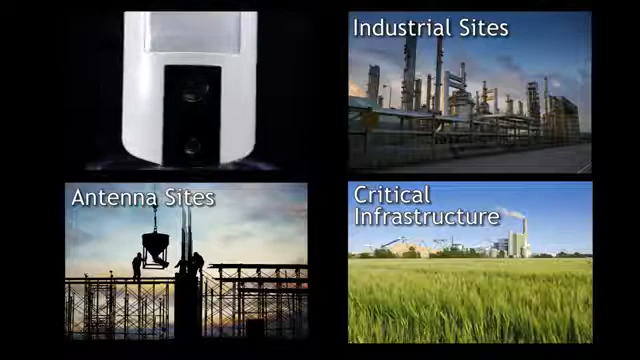 Industrial Sites
Antenna Sites
Critical
Infrastructure